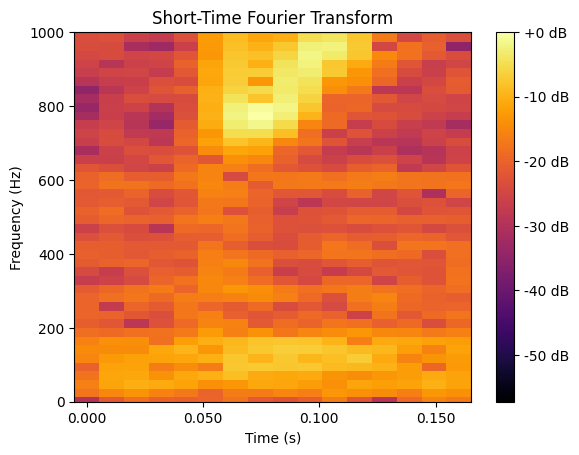 Short-Time Fourier Transform
Frequency (Hz)
1000
800
600
400
200
0
0.000
0.050
0.100
0.150
Time (s)
+0 dB
-10 dB
-20 dB
-30 dB
-40 dB
-50 dB